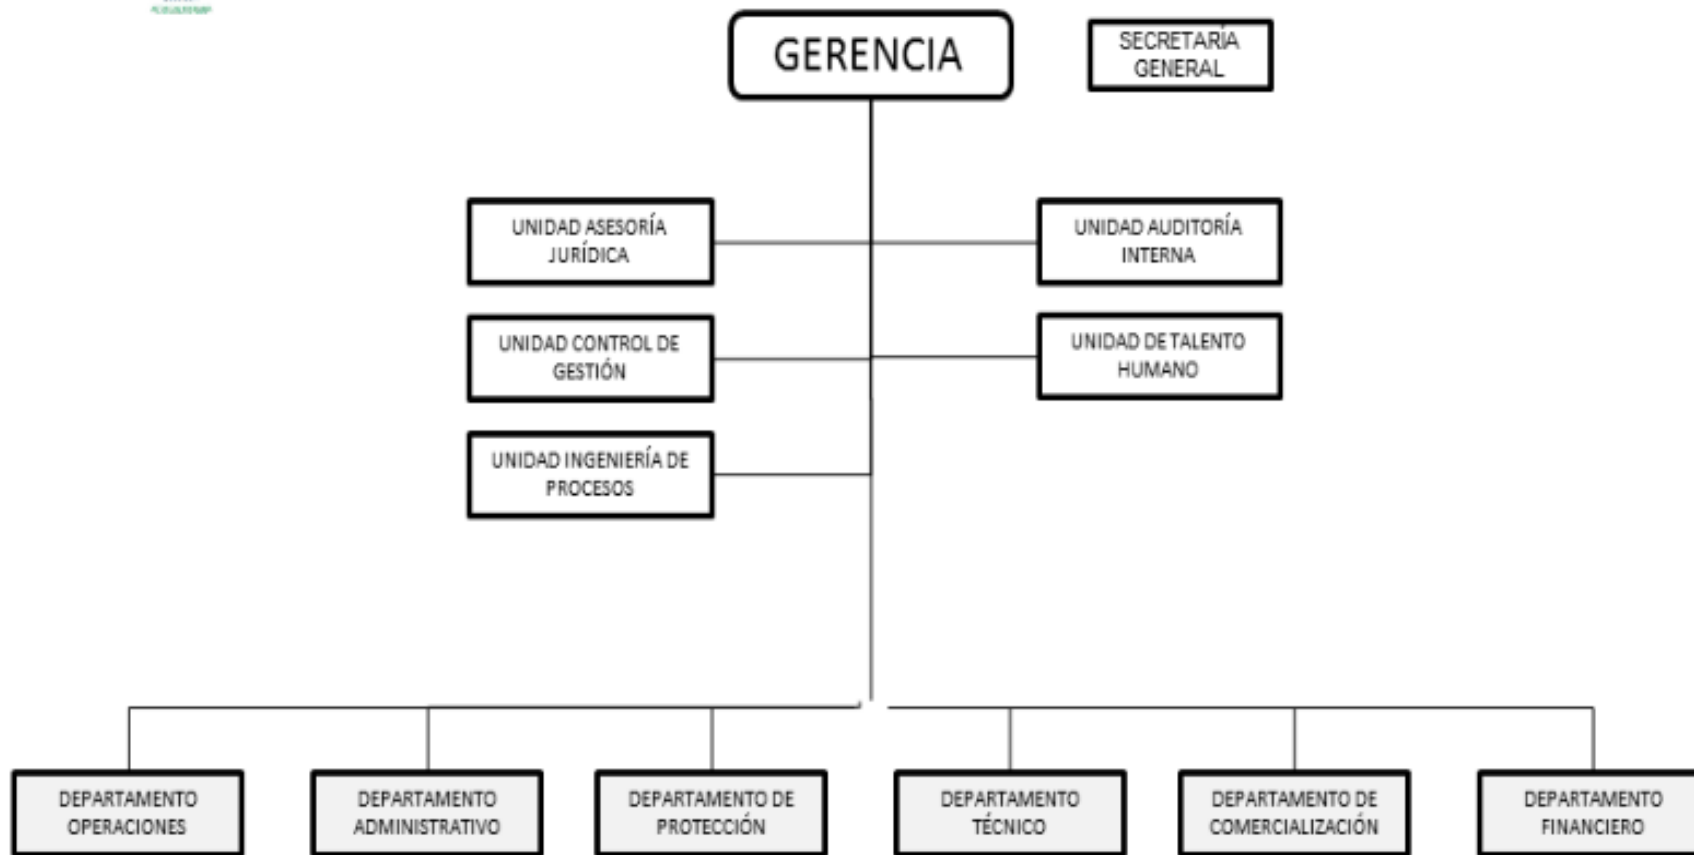 GERENCIA
SECRETARÍA
GENERAL
UNIDAD ASESORÍA
JURÍDICA
UNIDAD AUDITORÍA
INTERNA
UNIDAD CONTROL DE
GESTIÓN
UNIDAD DE TALENTO
HUMANO
UNIDAD INGENIERÍA DE
PROCESOS
DEPARTAMENTO
OPERACIONES
DEPARTAMENTO
ADMINISTRATIVO
DEPARTAMENTO DE
PROTECCIÓN
DEPARTAMENTO
TÉCNICO
DEPARTAMENTO DE
COMERCIALIZACIÓN
DEPARTAMENTO
FINANCIERO